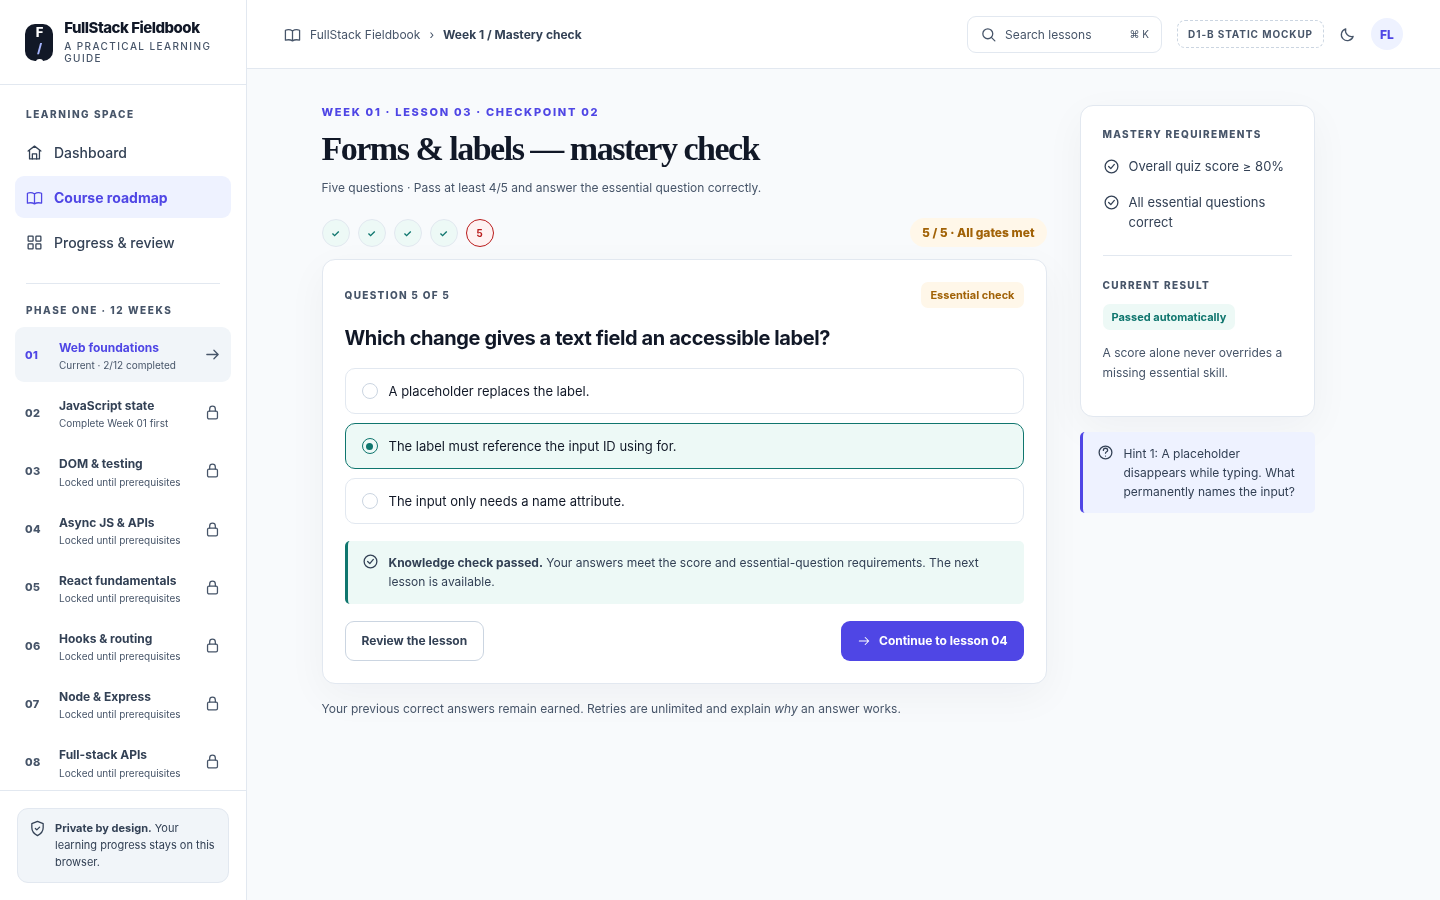 F
/
FullStack Fieldbook
A PRACTICAL LEARNING
GUIDE
LEARNING SPACE
Dashboard
Course roadmap
Progress & review
PHASE ONE · 12 WEEKS
01 Web foundations
Current · 2/12 completed
02 JavaScript state
Complete Week 01 first
03 DOM & testing
Locked until prerequisites
04 Async JS & APIs
Locked until prerequisites
05 React fundamentals
Locked until prerequisites
06 Hooks & routing
Locked until prerequisites
07 Node & Express
Locked until prerequisites
08 Full-stack APIs
Locked until prerequisites
Private by design. Your
learning progress stays on this
browser.
FullStack Fieldbook › Week 1 / Mastery check
Search lessons ⌘ K
D1-B STATIC MOCKUP
FL
WEEK 01 · LESSON 03 · CHECKPOINT 02
Forms & labels — mastery check
Five questions · Pass at least 4/5 and answer the essential question correctly.
5
5 / 5 · All gates met
QUESTION 5 OF 5
Essential check
Which change gives a text field an accessible label?
A placeholder replaces the label.
The label must reference the input ID using for.
The input only needs a name attribute.
Knowledge check passed. Your answers meet the score and essential-question requirements. The next
lesson is available.
Review the lesson
Continue to lesson 04
Your previous correct answers remain earned. Retries are unlimited and explain why an answer works.
MASTERY REQUIREMENTS
Overall quiz score ≥ 80%
All essential questions
correct
CURRENT RESULT
Passed automatically
A score alone never overrides a
missing essential skill.
Hint 1: A placeholder
disappears while typing. What
permanently names the input?